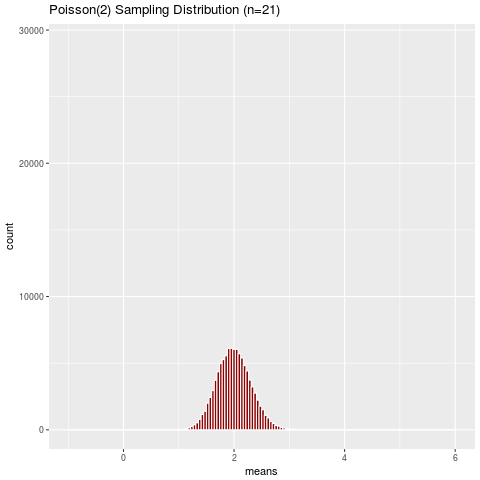 Poisson(2) Sampling Distribution (n=21)
30000
20000
10000
0
count
0 2 4 6
means